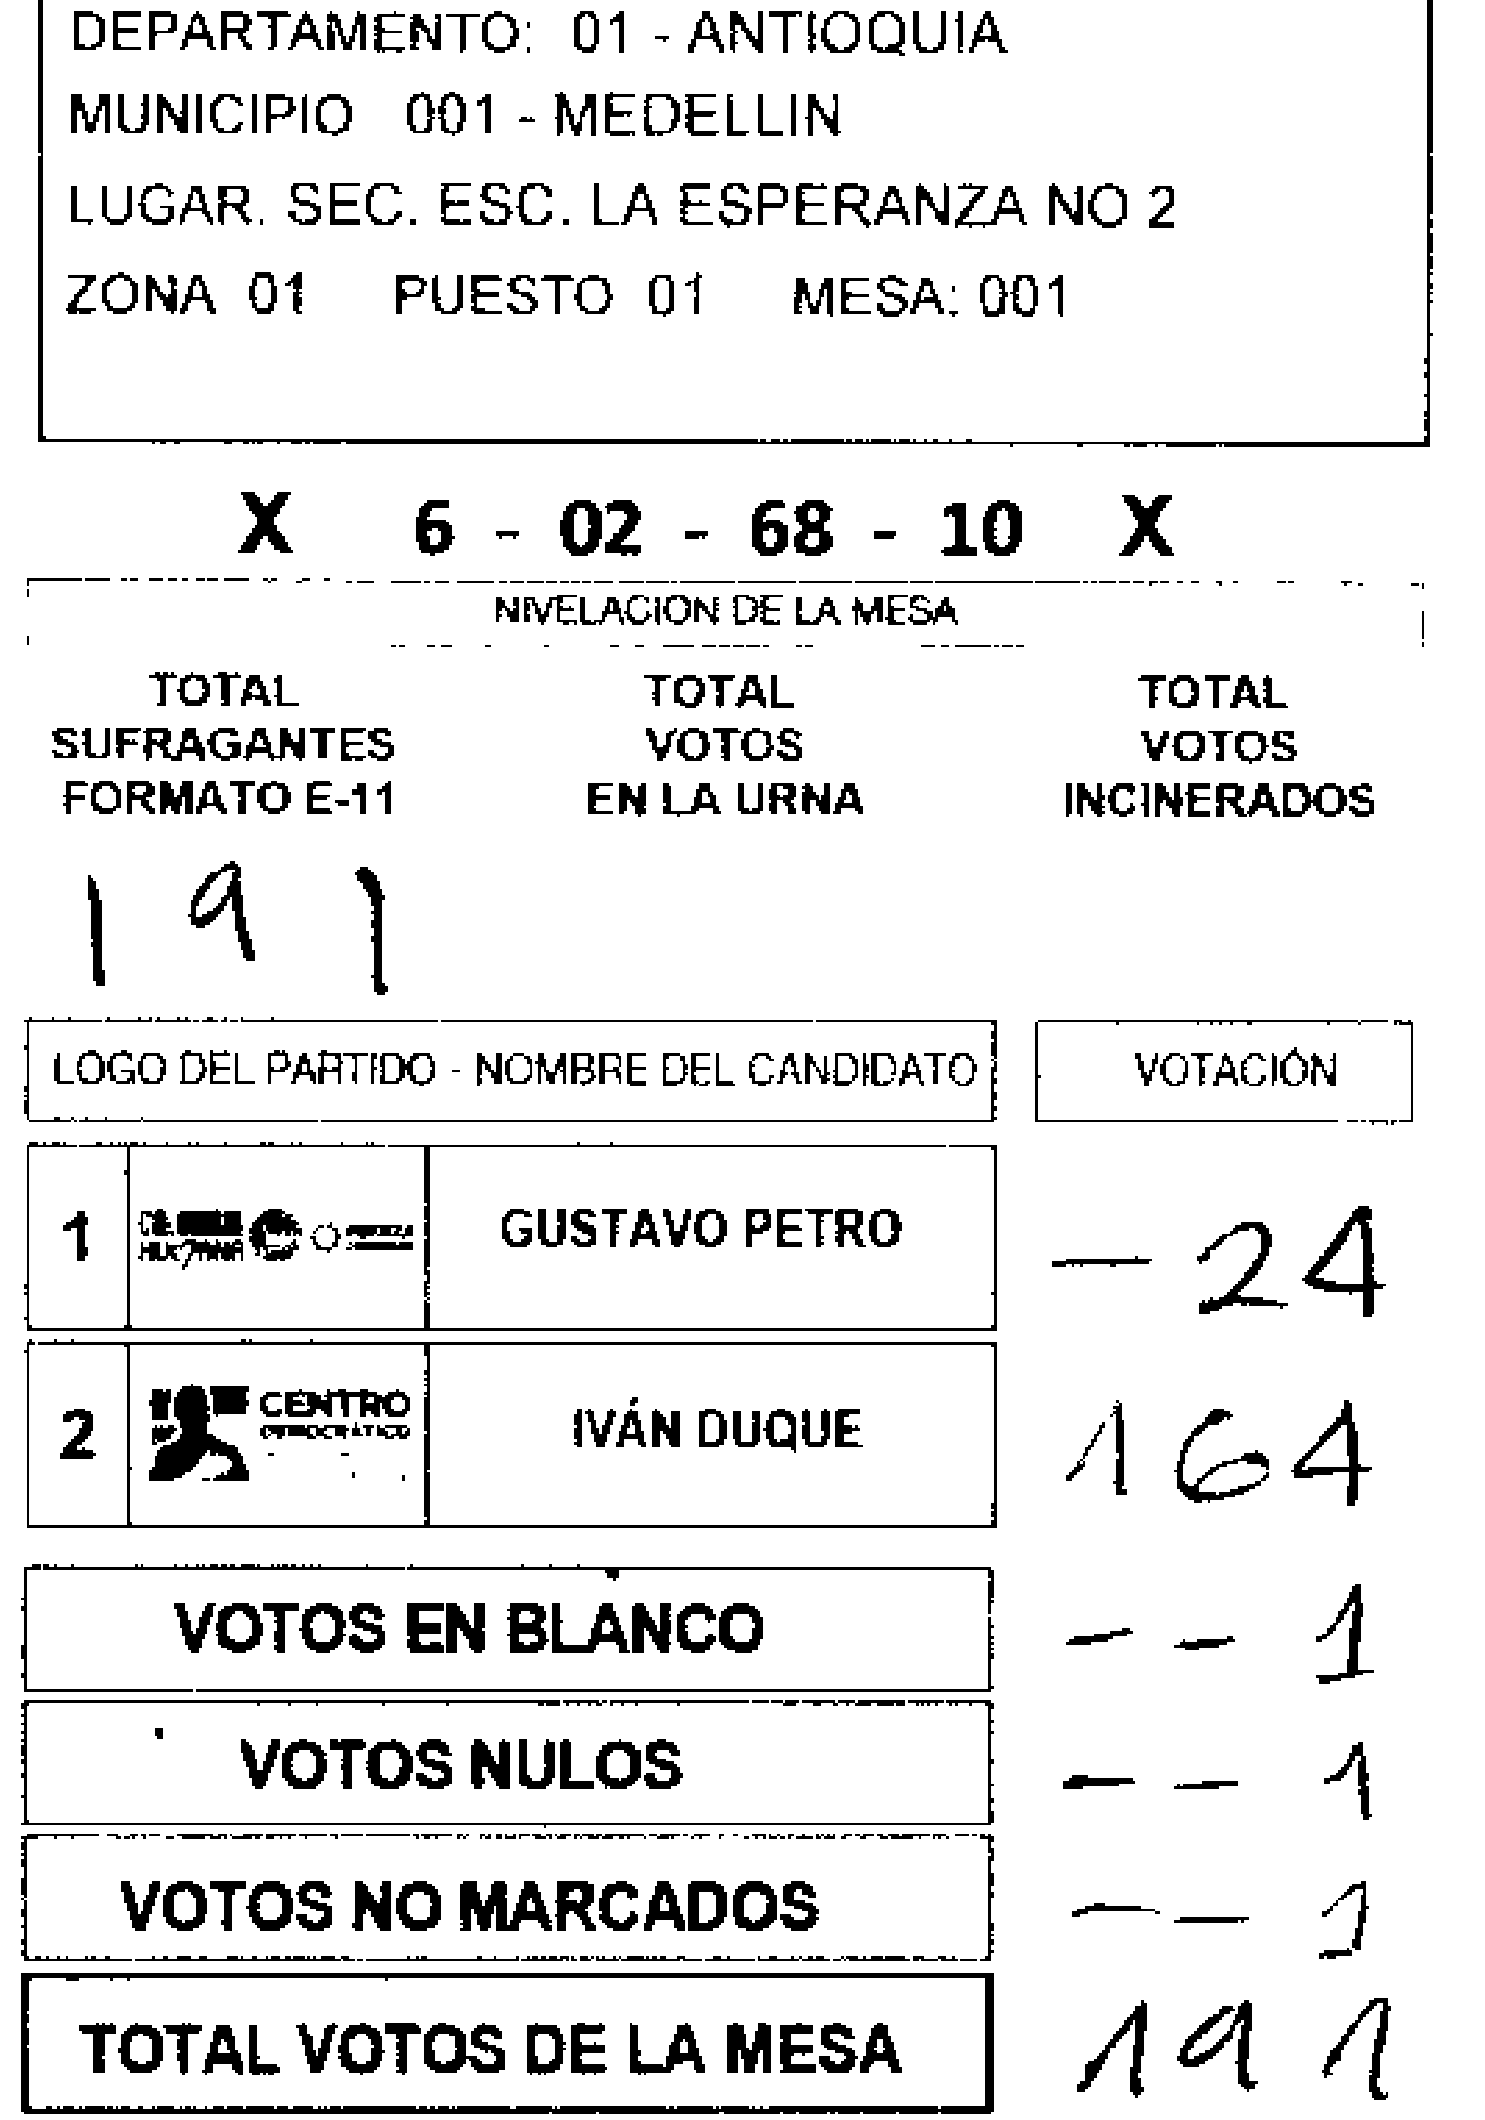 DEPARTAMENTO: 01 - ANTIOQUIA
MUNICIPIO 001 - MEDELLIN
LUGAR. SEC. ESC. LA ESPERANZA NO 2
ZONA 01 PUESTO 01 MESA: 001
X 6 - 02 - 68 - 10 X
NIVELACION DE LA MESA
TOTAL SUFRAGANTES FORMATO E-11
TOTAL VOTOS EN LA URNA
TOTAL VOTOS INCINERADOS
191
LOGO DEL PARTIDO - NOMBRE DEL CANDIDATO VOTACIÓN
1 GUSTAVO PETRO - 24
2 CENTRO DEMOCRÁTICO IVÁN DUQUE 164
VOTOS EN BLANCO - - 1
VOTOS NULOS - - 1
VOTOS NO MARCADOS - - 1
TOTAL VOTOS DE LA MESA 191